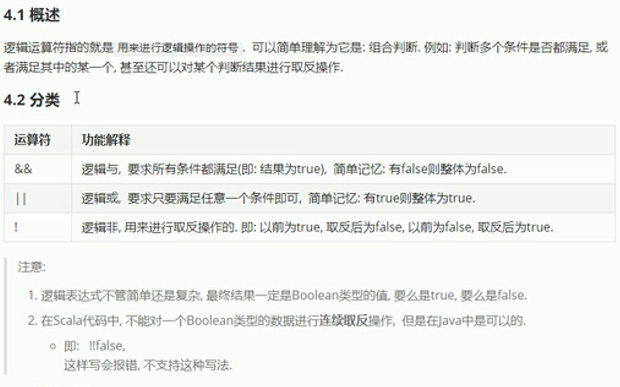 4.1 概述
逻辑运算符指的就是 用来进行逻辑操作的符号 . 可以简单理解为它是: 组合判断. 例如: 判断多个条件是否都满足, 或
者满足其中的某一个, 甚至还可以对某个判断结果进行取反操作.
4.2 分类
运算符 功能解释
&& 逻辑与, 要求所有条件都满足(即: 结果为true), 简单记忆: 有false则整体为false.
|| 逻辑或, 要求只要满足任意一个条件即可, 简单记忆: 有true则整体为true.
! 逻辑非, 用来进行取反操作的. 即: 以前为true, 取反后为false, 以前为false, 取反后为true.
注意:
1. 逻辑表达式不管简单还是复杂, 最终结果一定是Boolean类型的值, 要么是true, 要么是false.
2. 在Scala代码中, 不能对一个Boolean类型的数据进行连续取反操作, 但是在Java中是可以的.
○ 即: !!false,
这样写会报错, 不支持这种写法.